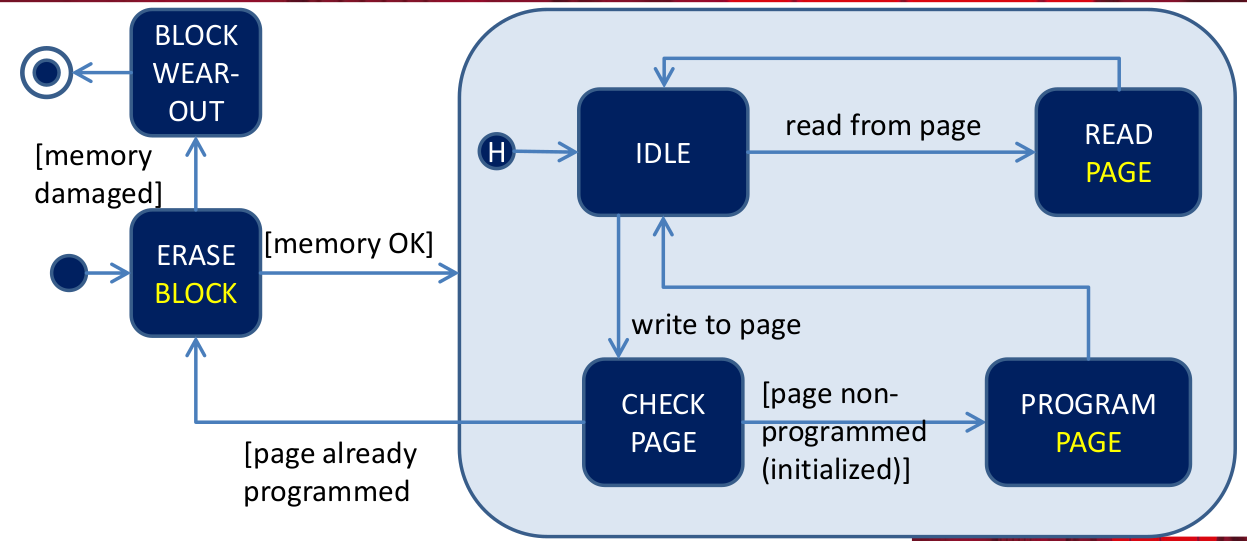 BLOCK
WEAR-
OUT
[memory
damaged]
ERASE
BLOCK
[memory OK]
H
IDLE
read from page
READ
PAGE
write to page
CHECK
PAGE
[page non-
programmed
(initialized)]
PROGRAM
PAGE
[page already
programmed